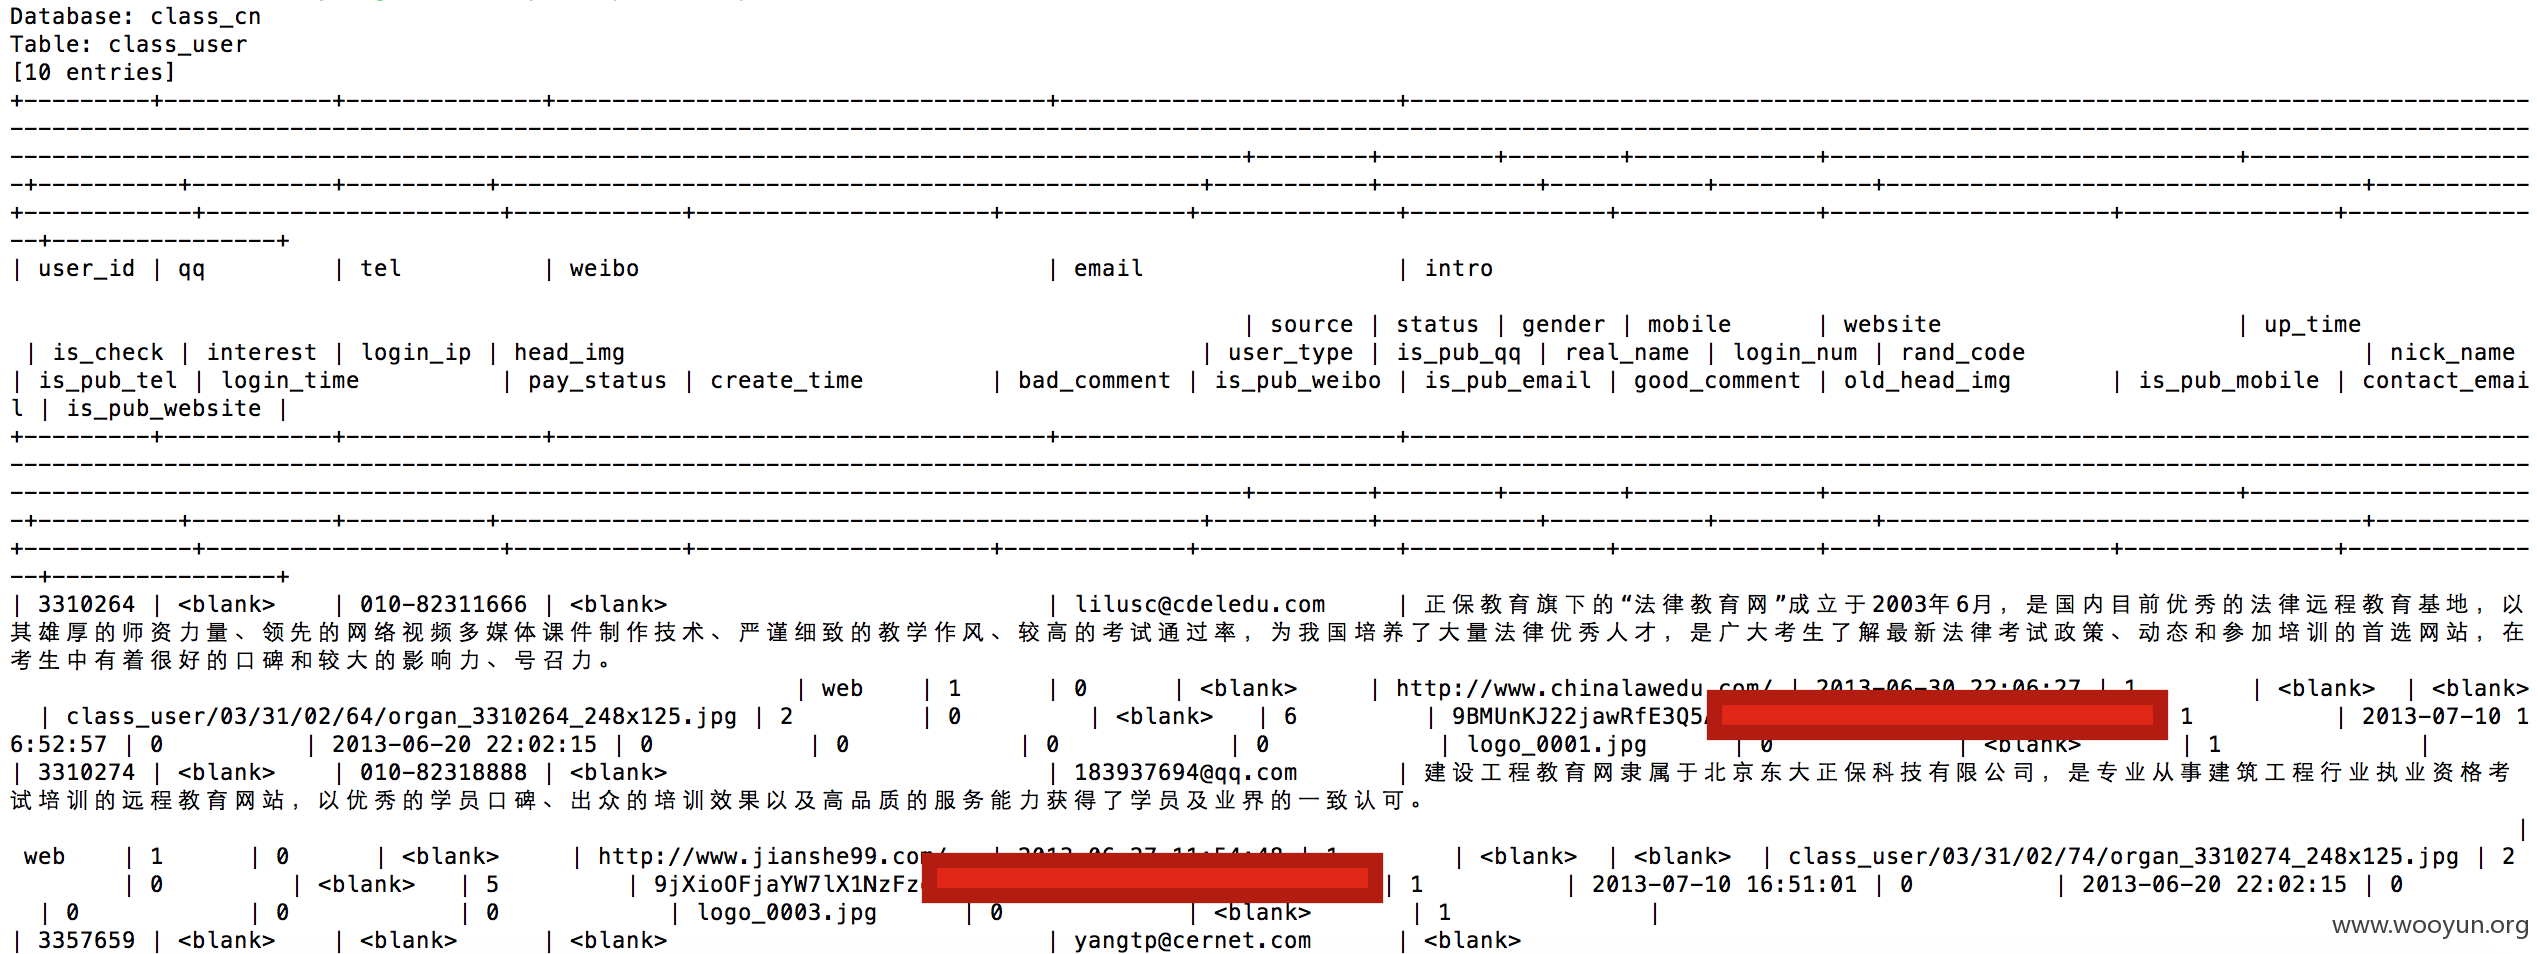 Database: class_cn
Table: class_user
[10 entries]
| user_id | qq | tel | weibo | email | intro
| source | status | gender | mobile | website | up_time
| is_check | interest | login_ip | head_img | user_type | is_pub_qq | real_name | login_num | rand_code | nick_name
| is_pub_tel | login_time | pay_status | create_time | bad_comment | is_pub_weibo | is_pub_email | good_comment | old_head_img | is_pub_mobile | contact_emai
l | is_pub_website |
| 3310264 | <blank> | 010-82311666 | <blank> | lilusc@cdeledu.com | 正保教育旗下的“法律教育网”成立于2003年6月，是国内目前优秀的法律远程教育基地，以
其雄厚的师资力量、领先的网络视频多媒体课件制作技术、严谨细致的教学作风、较高的考试通过率，为我国培养了大量法律优秀人才，是广大考生了解最新法律考试政策、动态和参加培训的首选网站，在
考生中有着很好的口碑和较大的影响力、号召力。
| web | 1 | 0 | <blank> | http://www.chinalawedu.com/ | 2013-06-30 22:06:27 | 1 | <blank> | <blank>
| class_user/03/31/02/64/organ_3310264_248x125.jpg | 2 | 0 | <blank> | 6 | 9BMUnKJ22jawRfE3Q5 1 | 2013-07-10 1
6:52:57 | 0 | 2013-06-20 22:02:15 | 0 | 0 | 0 | 0 | logo_0001.jpg | 0 | <blank> | 1 |
| 3310274 | <blank> | 010-82318888 | <blank> | 183937694@qq.com | 建设工程教育网隶属于北京东大正保科技有限公司，是专业从事建筑工程行业执业资格考
试培训的远程教育网站，以优秀的学员口碑、出众的培训效果以及高品质的服务能力获得了学员及业界的一致认可。
|
web | 1 | 0 | <blank> | http://www.jianshe99.com/ | 2013-06-27 11:54:48 | 1 | <blank> | <blank> | class_user/03/31/02/74/organ_3310274_248x125.jpg | 2
| 0 | <blank> | 5 | 9jXioOFjaYW7lX1NzFz | 1 | 2013-07-10 16:51:01 | 0 | 2013-06-20 22:02:15 | 0
| 0 | 0 | 0 | logo_0003.jpg | 0 | <blank> | 1 |
| 3357659 | <blank> | <blank> | <blank> | yangtp@cernet.com | <blank>
www.wooyun.org